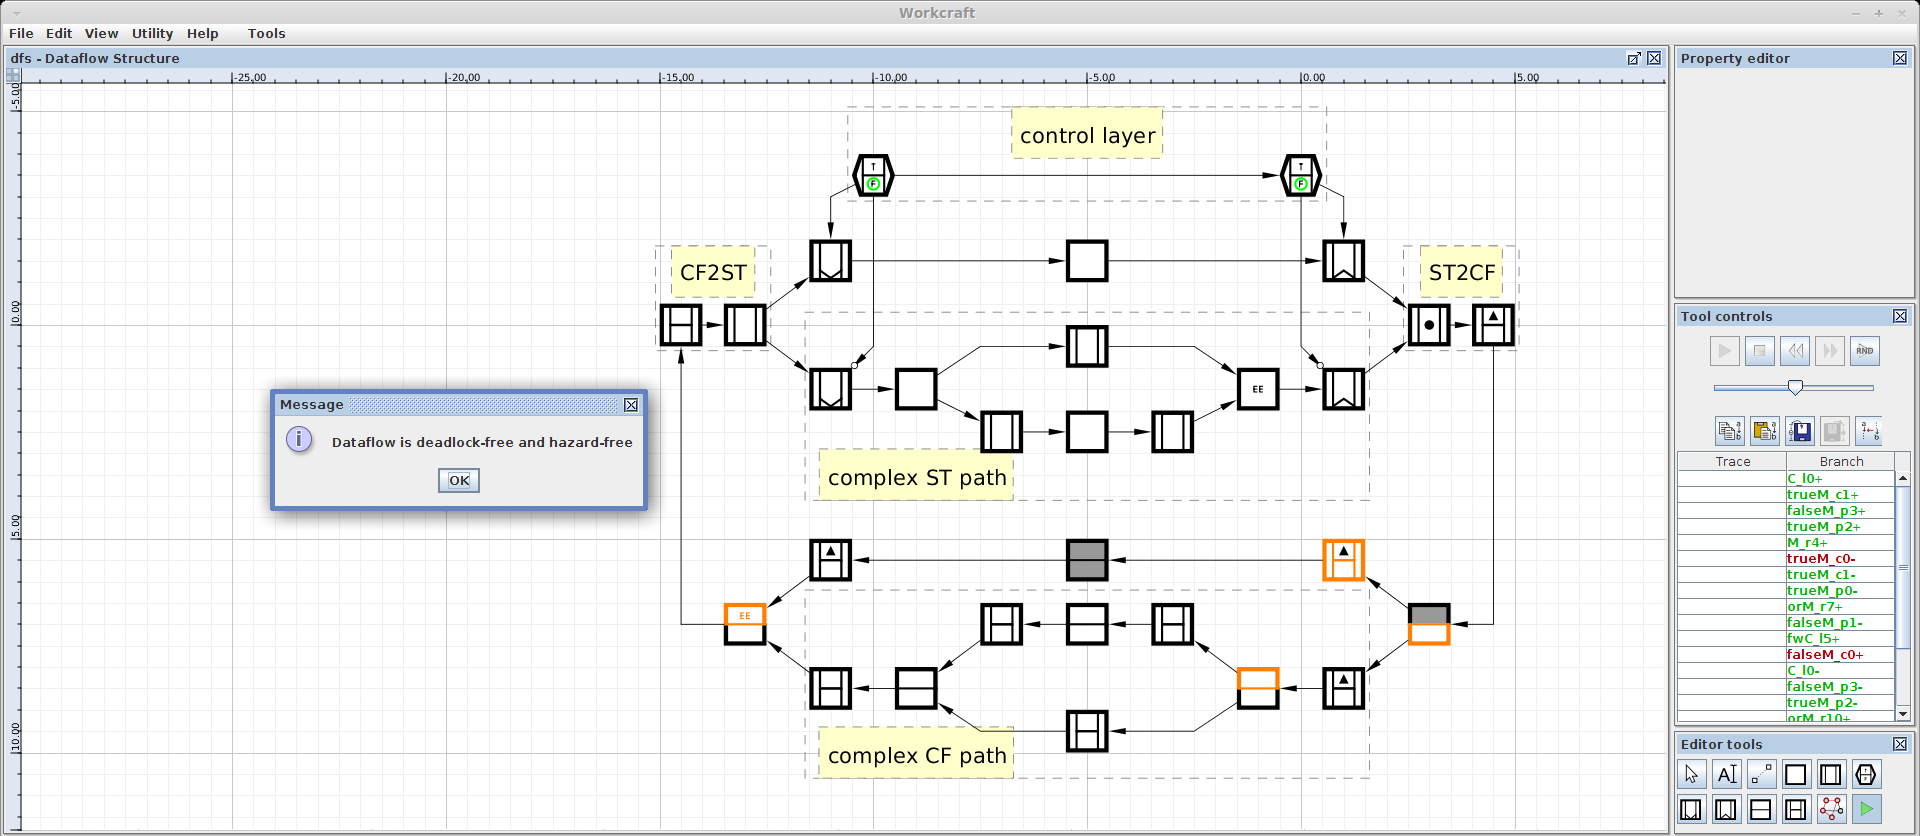 Workcraft
File Edit View Utility Help Tools
dfs - Dataflow Structure
-25,00 -20,00 -15,00 -10,00 -5,00 0,00 5,00
-5,00
0,00
5,00
10,00
control layer
T
F
T
F
CF2ST
ST2CF
EE
complex ST path
EE
complex CF path
Message
Dataflow is deadlock-free and hazard-free
OK
Property editor
Tool controls
RND
Trace Branch
C_l0+
trueM_c1+
falseM_p3+
trueM_p2+
M_r4+
trueM_c0-
trueM_c1-
trueM_p0-
orM_r7+
falseM_p1-
fwC_l5+
falseM_c0+
C_l0-
falseM_p3-
trueM_p2-
orM_r10+
Editor tools